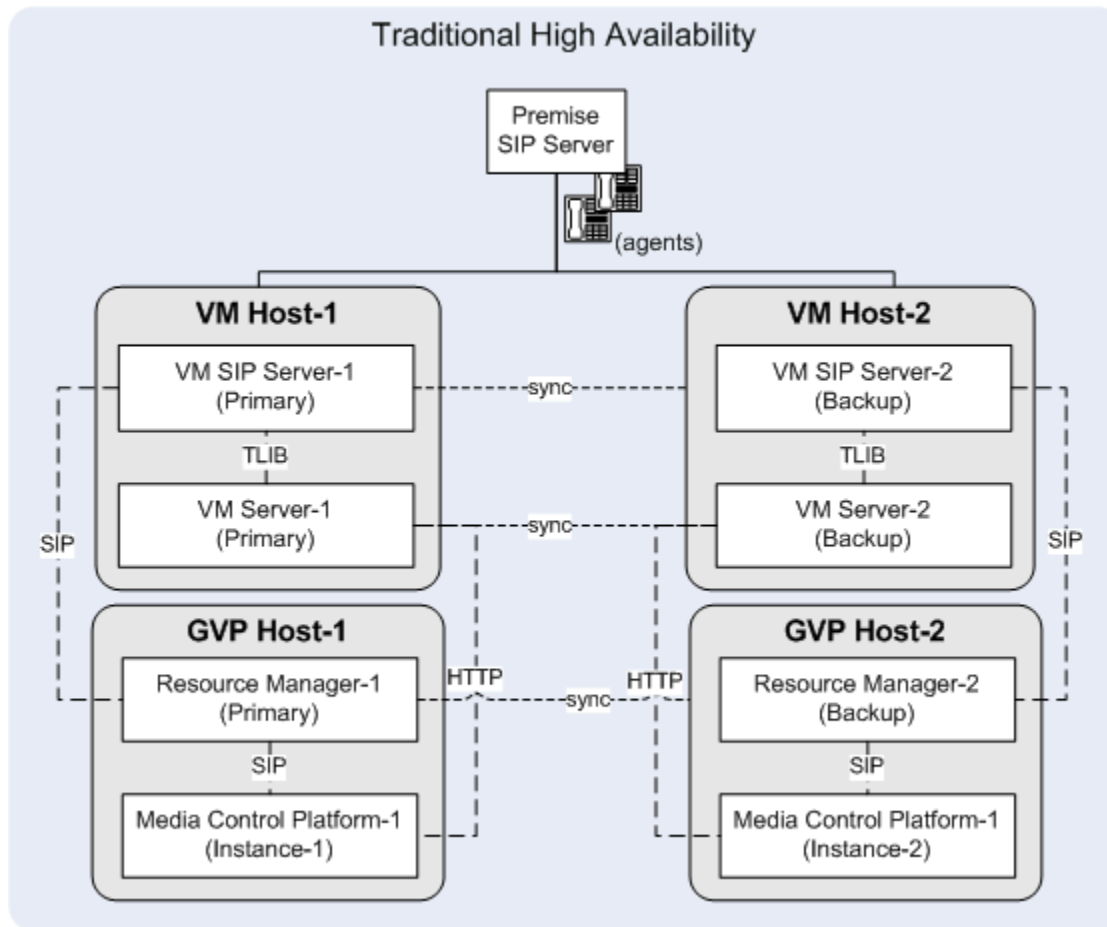 Traditional High Availability
Premise
SIP Server
(agents)
VM Host-1
VM Host-2
VM SIP Server-1
(Primary)
sync
VM SIP Server-2
(Backup)
TLIB
TLIB
VM Server-1
(Primary)
sync
VM Server-2
(Backup)
SIP
SIP
GVP Host-1
GVP Host-2
Resource Manager-1
(Primary)
HTTP
sync
HTTP
Resource Manager-2
(Backup)
SIP
SIP
Media Control Platform-1
(Instance-1)
Media Control Platform-1
(Instance-2)